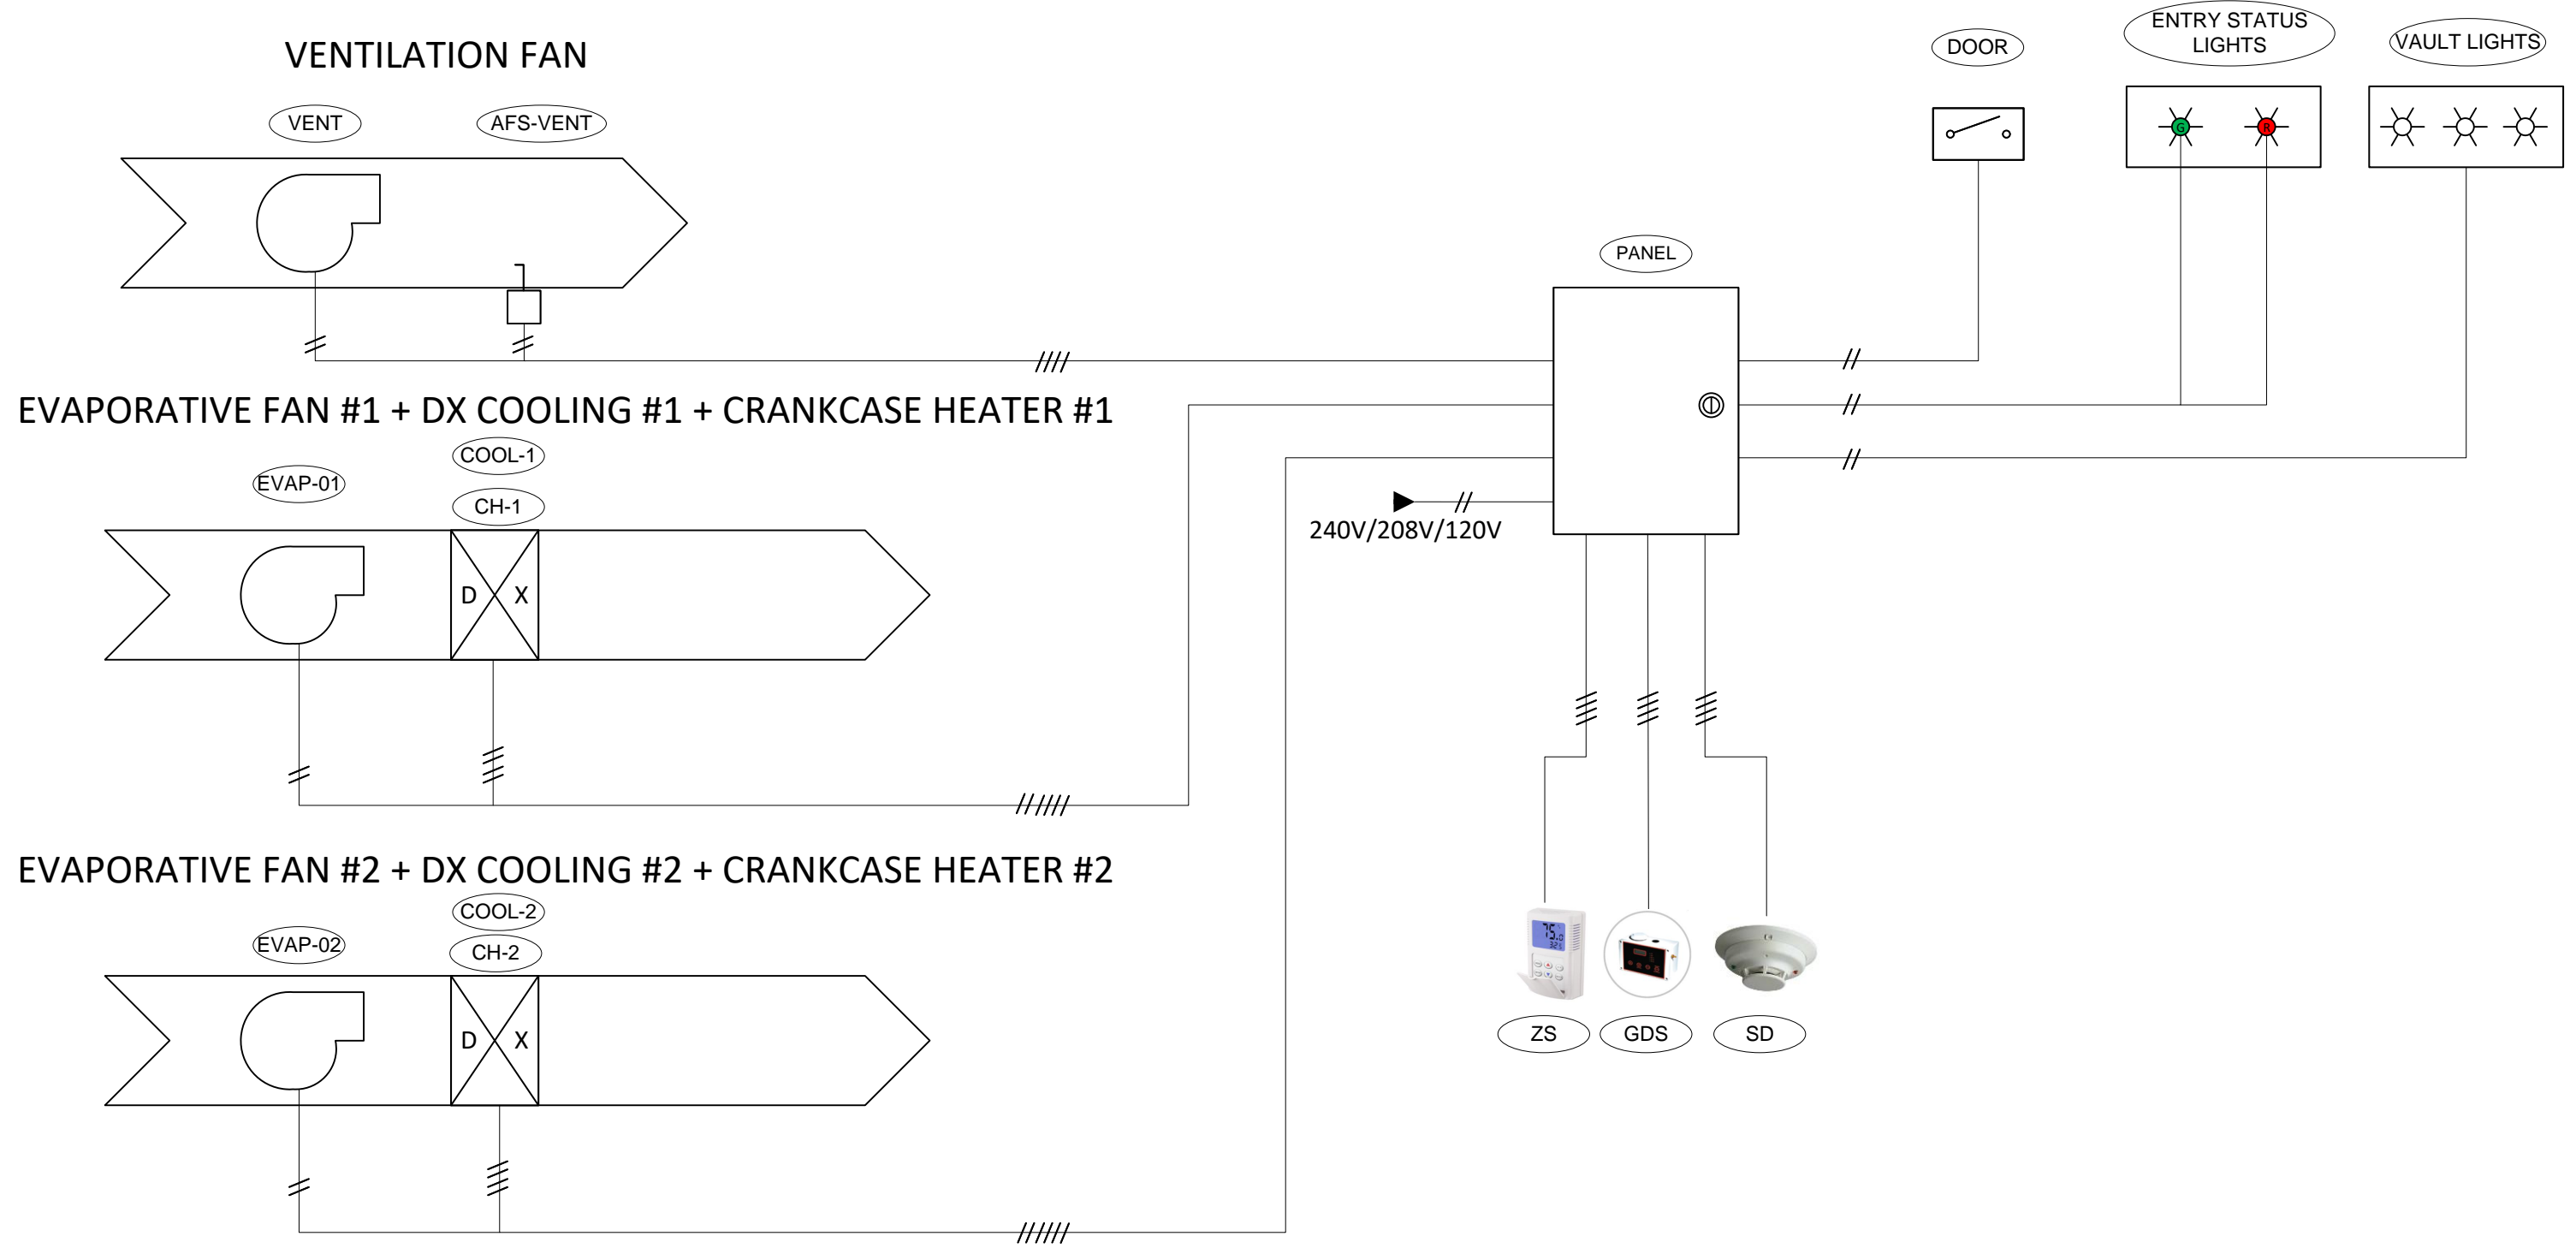 VENTILATION FAN
VENT
AFS-VENT
DOOR
ENTRY STATUS
LIGHTS
VAULT LIGHTS
G
R
PANEL
EVAPORATIVE FAN #1 + DX COOLING #1 + CRANKCASE HEATER #1
COOL-1
EVAP-01
CH-1
D X
240V/208V/120V
EVAPORATIVE FAN #2 + DX COOLING #2 + CRANKCASE HEATER #2
COOL-2
EVAP-02
CH-2
D X
75.0
ZS
GDS
SD